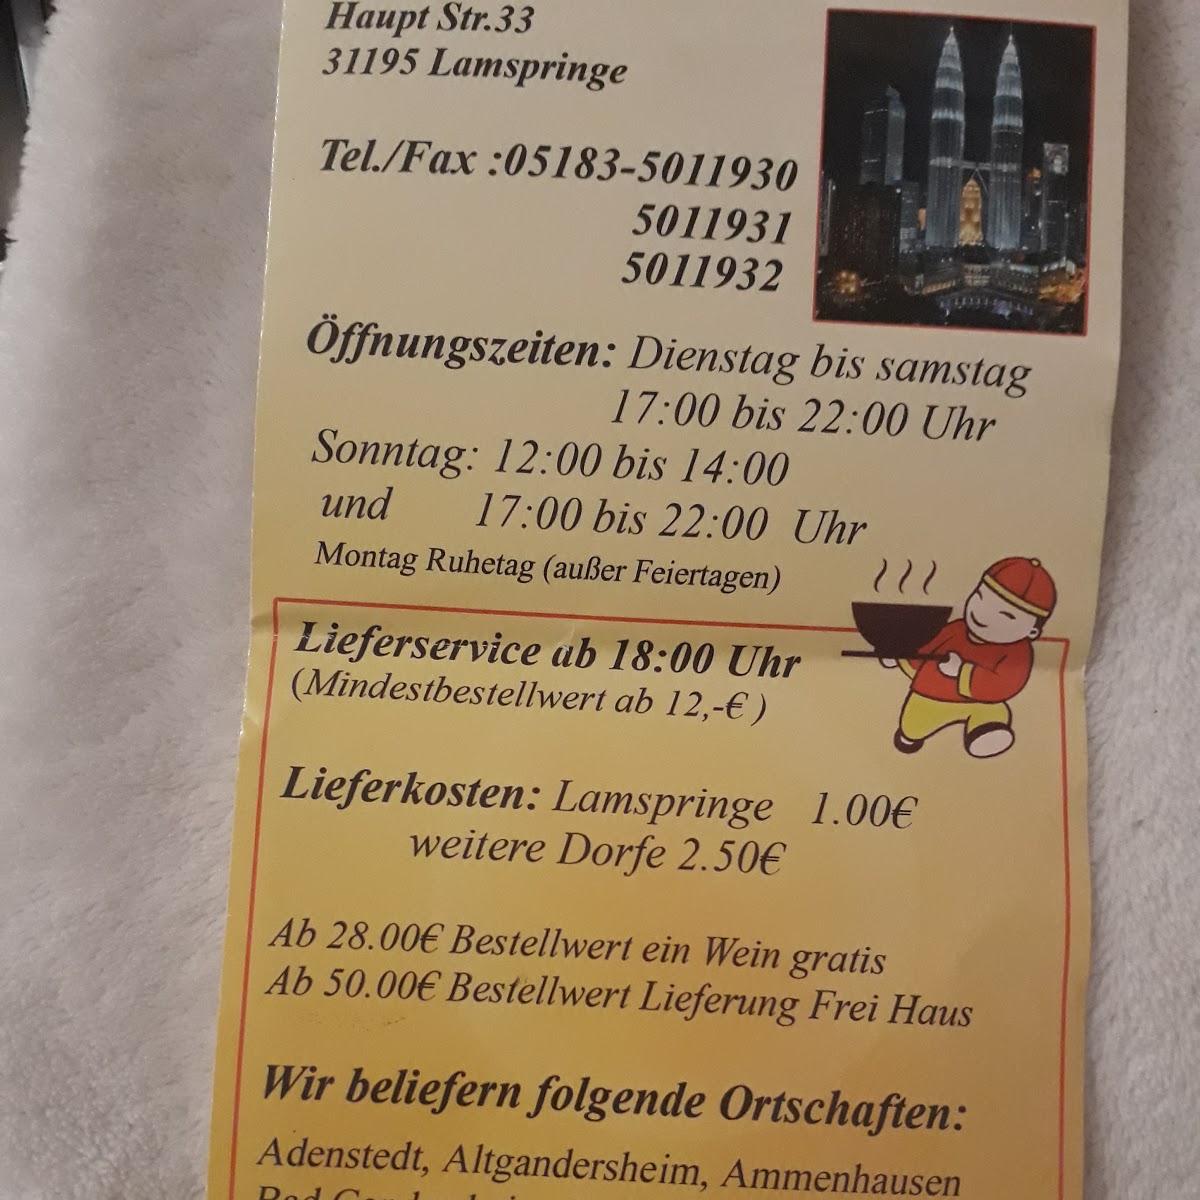 Haupt Str.33
31195 Lamspringe
Tel./Fax :05183-5011930
5011931
5011932
Öffnungszeiten: Dienstag bis samstag
17:00 bis 22:00 Uhr
Sonntag: 12:00 bis 14:00
und 17:00 bis 22:00 Uhr
Montag Ruhetag (außer Feiertagen)
Lieferservice ab 18:00 Uhr
(Mindestbestellwert ab 12,-€ )
Lieferkosten: Lamspringe 1.00€
weitere Dorfe 2.50€
Ab 28.00€ Bestellwert ein Wein gratis
Ab 50.00€ Bestellwert Lieferung Frei Haus
Wir beliefern folgende Ortschaften:
Adenstedt, Altgandersheim, Ammenhausen